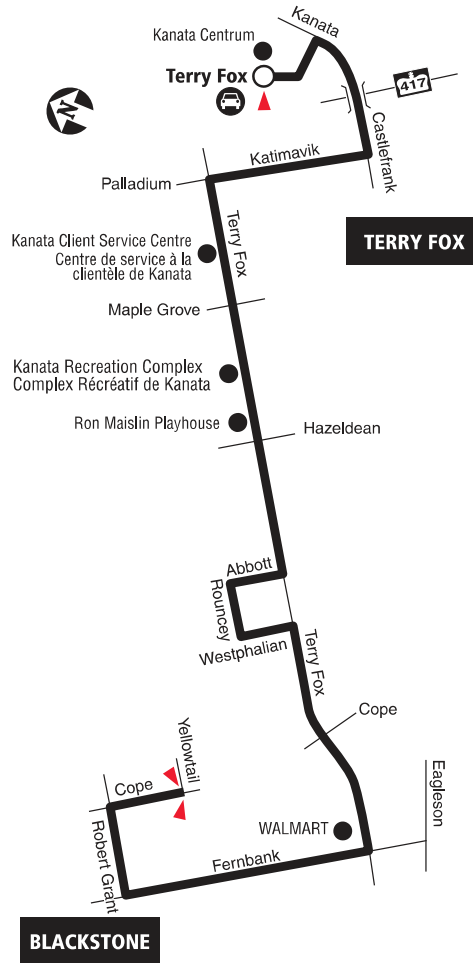 Kanata
Kanata Centrum
Terry Fox
N
417
Castlefrank
Katimavik
Palladium
Terry Fox
TERRY FOX
Kanata Client Service Centre
Centre de service à la
clientèle de Kanata
Maple Grove
Kanata Recreation Complex
Complex Récréatif de Kanata
Ron Maislin Playhouse
Hazeldean
Abbott
Rouncey
Westphalian
Terry Fox
Cope
Yellowtail
Cope
Eagleson
WALMART
Robert Grant
Fernbank
BLACKSTONE